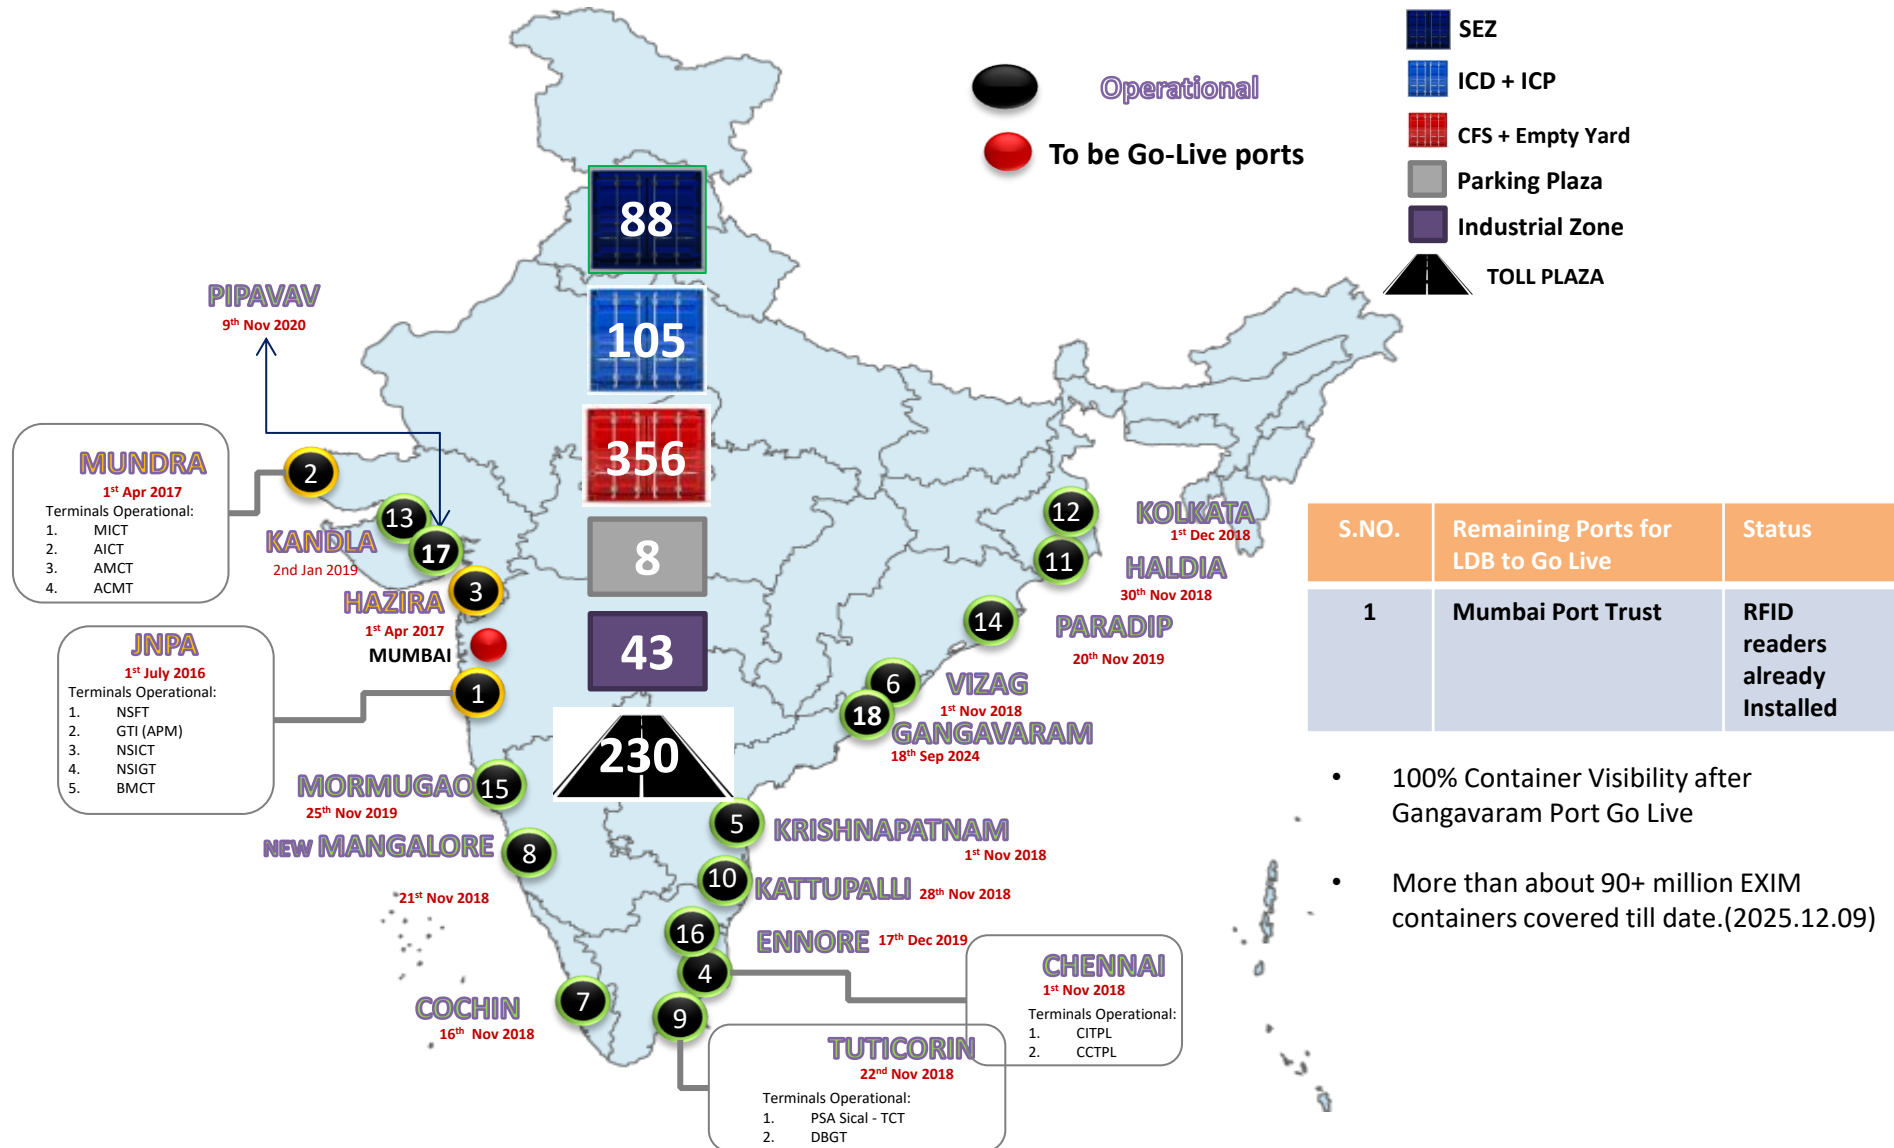 SEZ
ICD + ICP
CFS + Empty Yard
Parking Plaza
Industrial Zone
TOLL PLAZA
Operational
To be Go-Live ports
88
105
356
8
43
230
PIPAVAV
9th Nov 2020
MUNDRA
1st Apr 2017
Terminals Operational:
1. MICT
2. AICT
3. AMCT
4. ACMT
2
13
KANDLA
17
2nd Jan 2019
3
HAZIRA
1st Apr 2017
MUMBAI
JNPA
1st July 2016
Terminals Operational:
1. NSFT
2. GTI (APM)
3. NSICT
4. NSIGT
5. BMCT
1
MORMUGAO
15
25th Nov 2019
NEW MANGALORE
8
21st Nov 2018
COCHIN
7
16th Nov 2018
12
KOLKATA
1st Dec 2018
11
HALDIA
30th Nov 2018
14
PARADIP
20th Nov 2019
6
VIZAG
1st Nov 2018
18
GANGAVARAM
18th Sep 2024
5
KRISHNAPATNAM
1st Nov 2018
10
KATTUPALLI 28th Nov 2018
16
ENNORE 17th Dec 2019
4
CHENNAI
1st Nov 2018
Terminals Operational:
1. CITPL
2. CCTPL
9
TUTICORIN
22nd Nov 2018
Terminals Operational:
1. PSA Sical - TCT
2. DBGT
S.NO. Remaining Ports for Status
LDB to Go Live
1 Mumbai Port Trust RFID
readers
already
Installed
• 100% Container Visibility after
Gangavaram Port Go Live
• More than about 90+ million EXIM
containers covered till date.(2025.12.09)